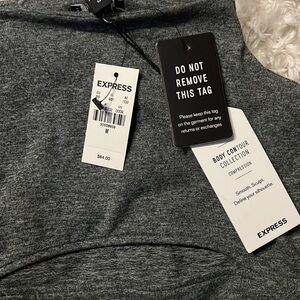 EXPRESS
M
$64.00
DO NOT
REMOVE
THIS TAG
Please keep this tag
on the garment for any
returns or exchanges
BODY CONTOUR
COLLECTION
COMPRESSION
Smooth. Sculpt.
Define your silhouette.
EXPRESS